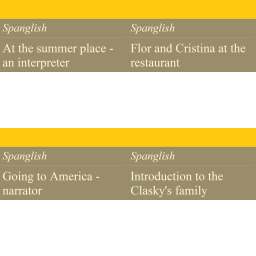 Spanglish
Spanglish
At the summer place -
an interpreter
Flor and Cristina at the
restaurant
Spanglish
Spanglish
Going to America -
narrator
Introduction to the
Clasky's family